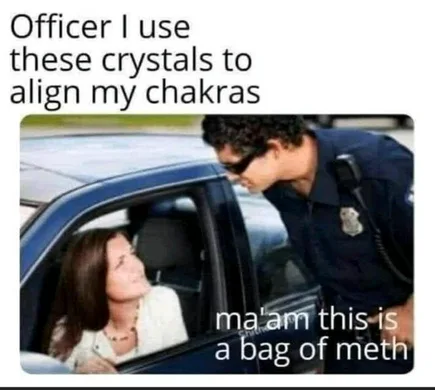 Officer I use
these crystals to
align my chakras
ma'am this is
a bag of meth